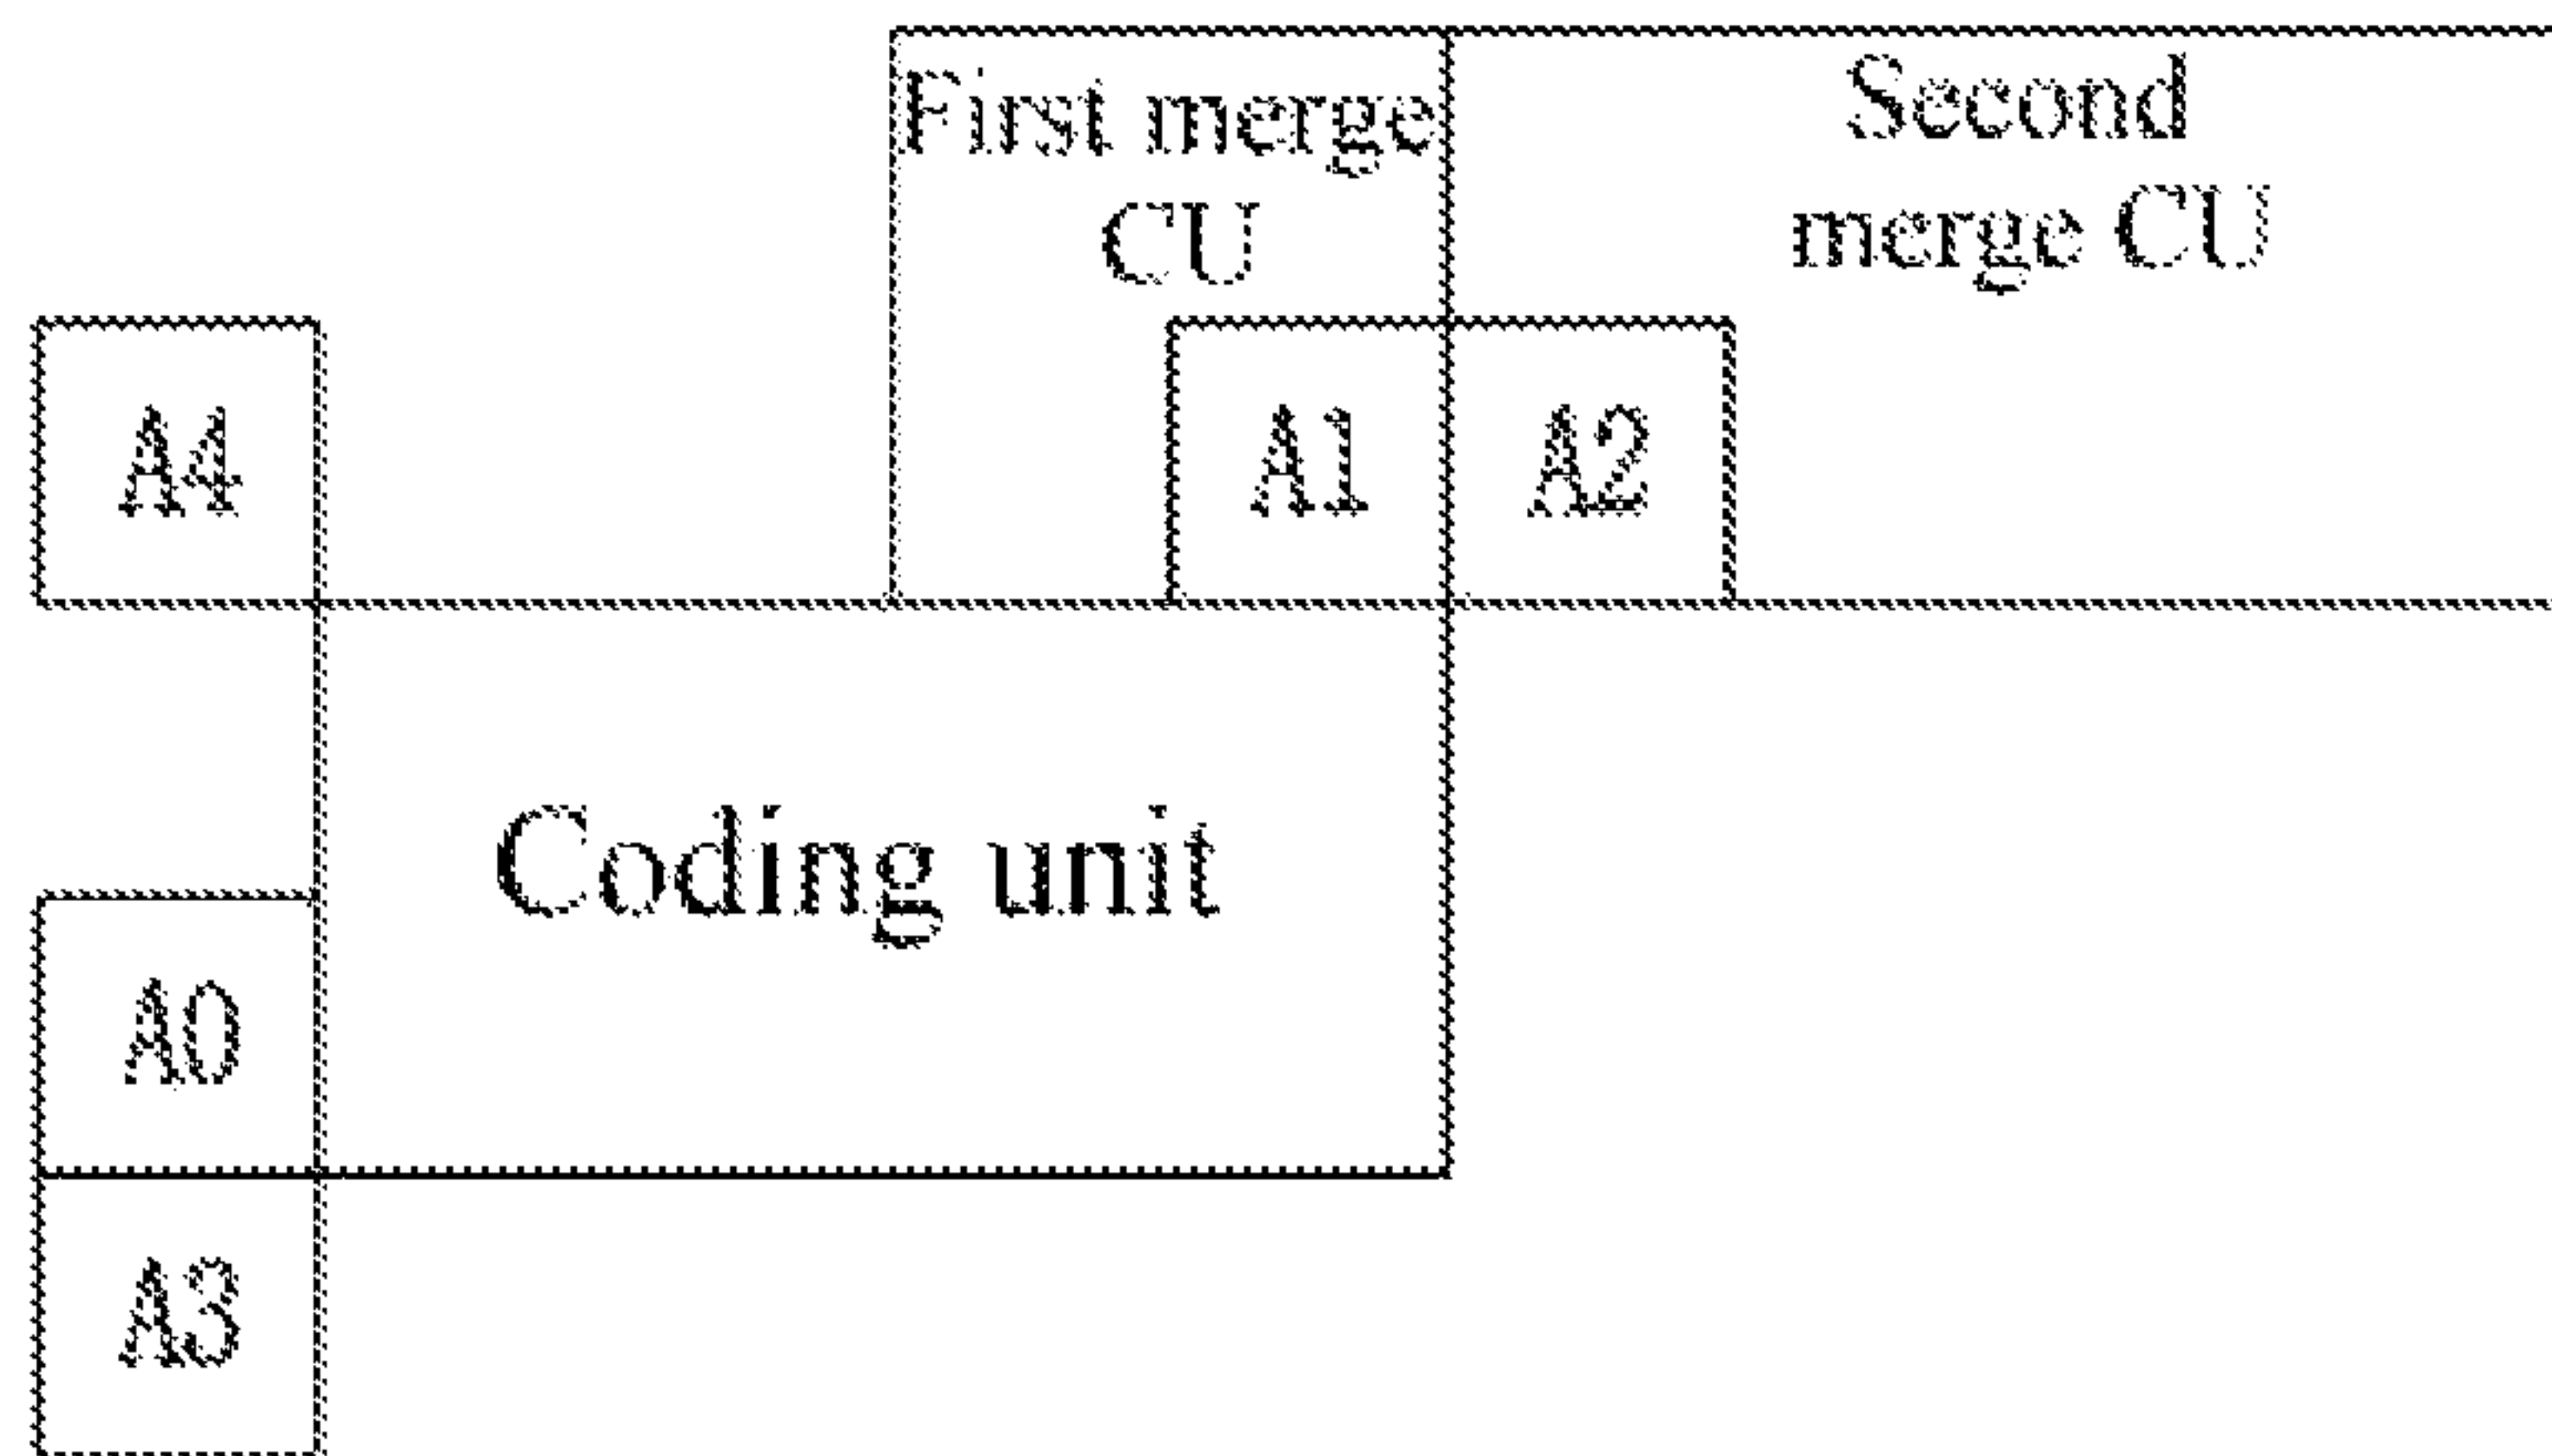 First merge
CU
Second
merge CU
A4
A1
A2
Coding unit
A0
A3